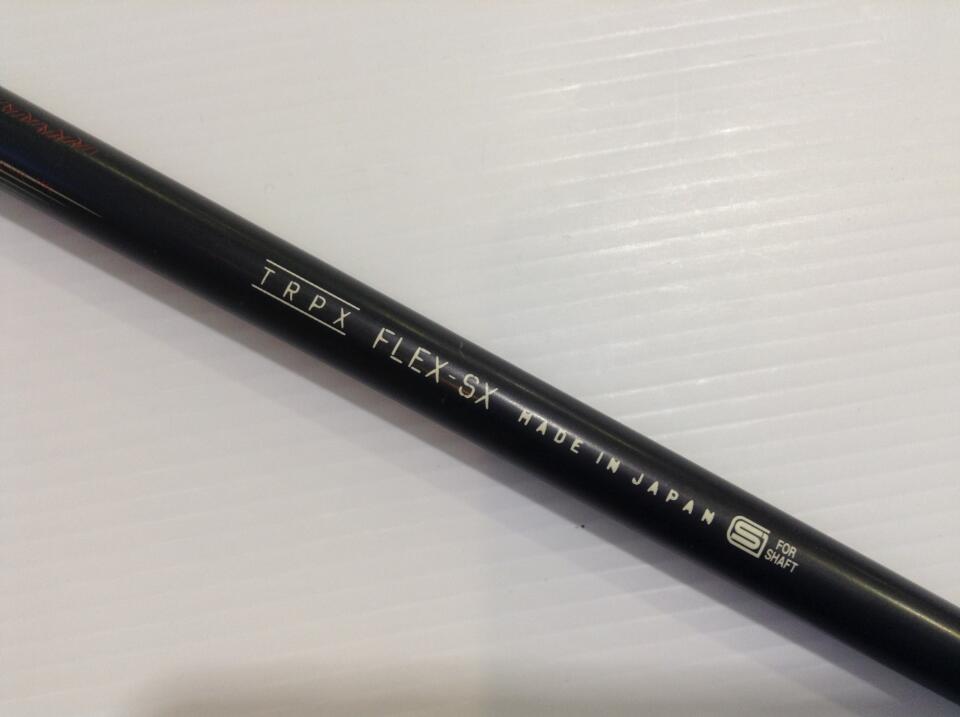 TRPX FLEX-SX MADE IN JAPAN
FOR
SHAFT